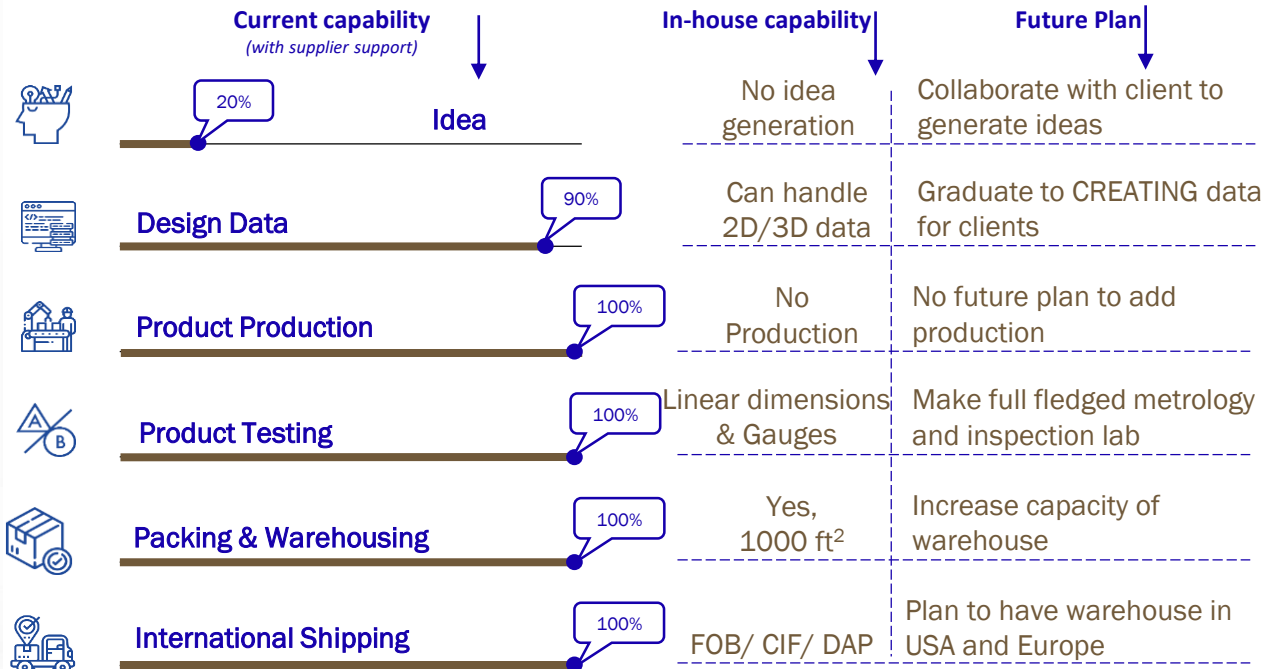 Current capability
(with supplier support)
In-house capability
Future Plan
20%
Idea
No idea
generation
Collaborate with client to
generate ideas
90%
Design Data
Can handle
2D/3D data
Graduate to CREATING data
for clients
100%
Product Production
No
Production
No future plan to add
production
100%
Product Testing
Linear dimensions
& Gauges
Make full fledged metrology
and inspection lab
A
B
100%
Packing & Warehousing
Yes,
1000 ft²
Increase capacity of
warehouse
100%
International Shipping
FOB/ CIF/ DAP
Plan to have warehouse in
USA and Europe